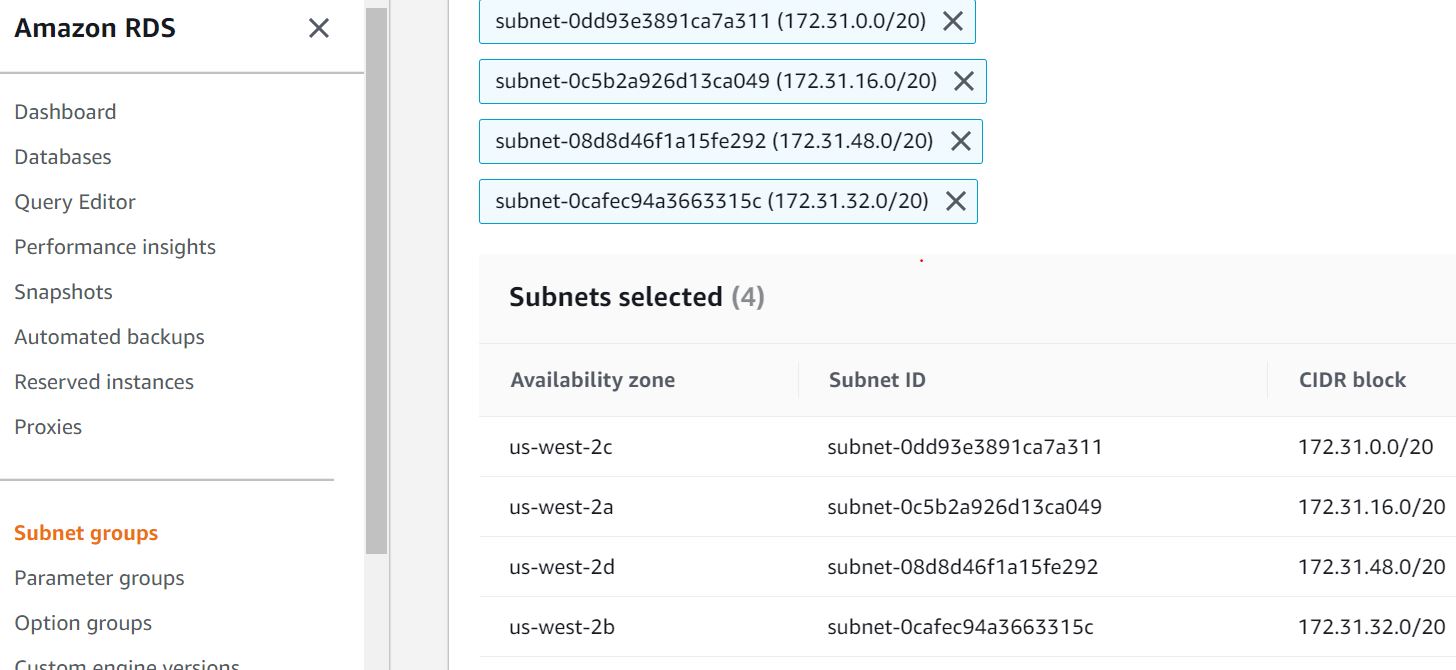 Amazon RDS
Dashboard
Databases
Query Editor
Performance insights
Snapshots
Automated backups
Reserved instances
Proxies
Subnet groups
Parameter groups
Option groups
Custom engine versions
subnet-0dd93e3891ca7a311 (172.31.0.0/20)
subnet-0c5b2a926d13ca049 (172.31.16.0/20)
subnet-08d8d46f1a15fe292 (172.31.48.0/20)
subnet-0cafec94a3663315c (172.31.32.0/20)
Subnets selected (4)
Availability zone Subnet ID CIDR block
us-west-2c subnet-0dd93e3891ca7a311 172.31.0.0/20
us-west-2a subnet-0c5b2a926d13ca049 172.31.16.0/20
us-west-2d subnet-08d8d46f1a15fe292 172.31.48.0/20
us-west-2b subnet-0cafec94a3663315c 172.31.32.0/20